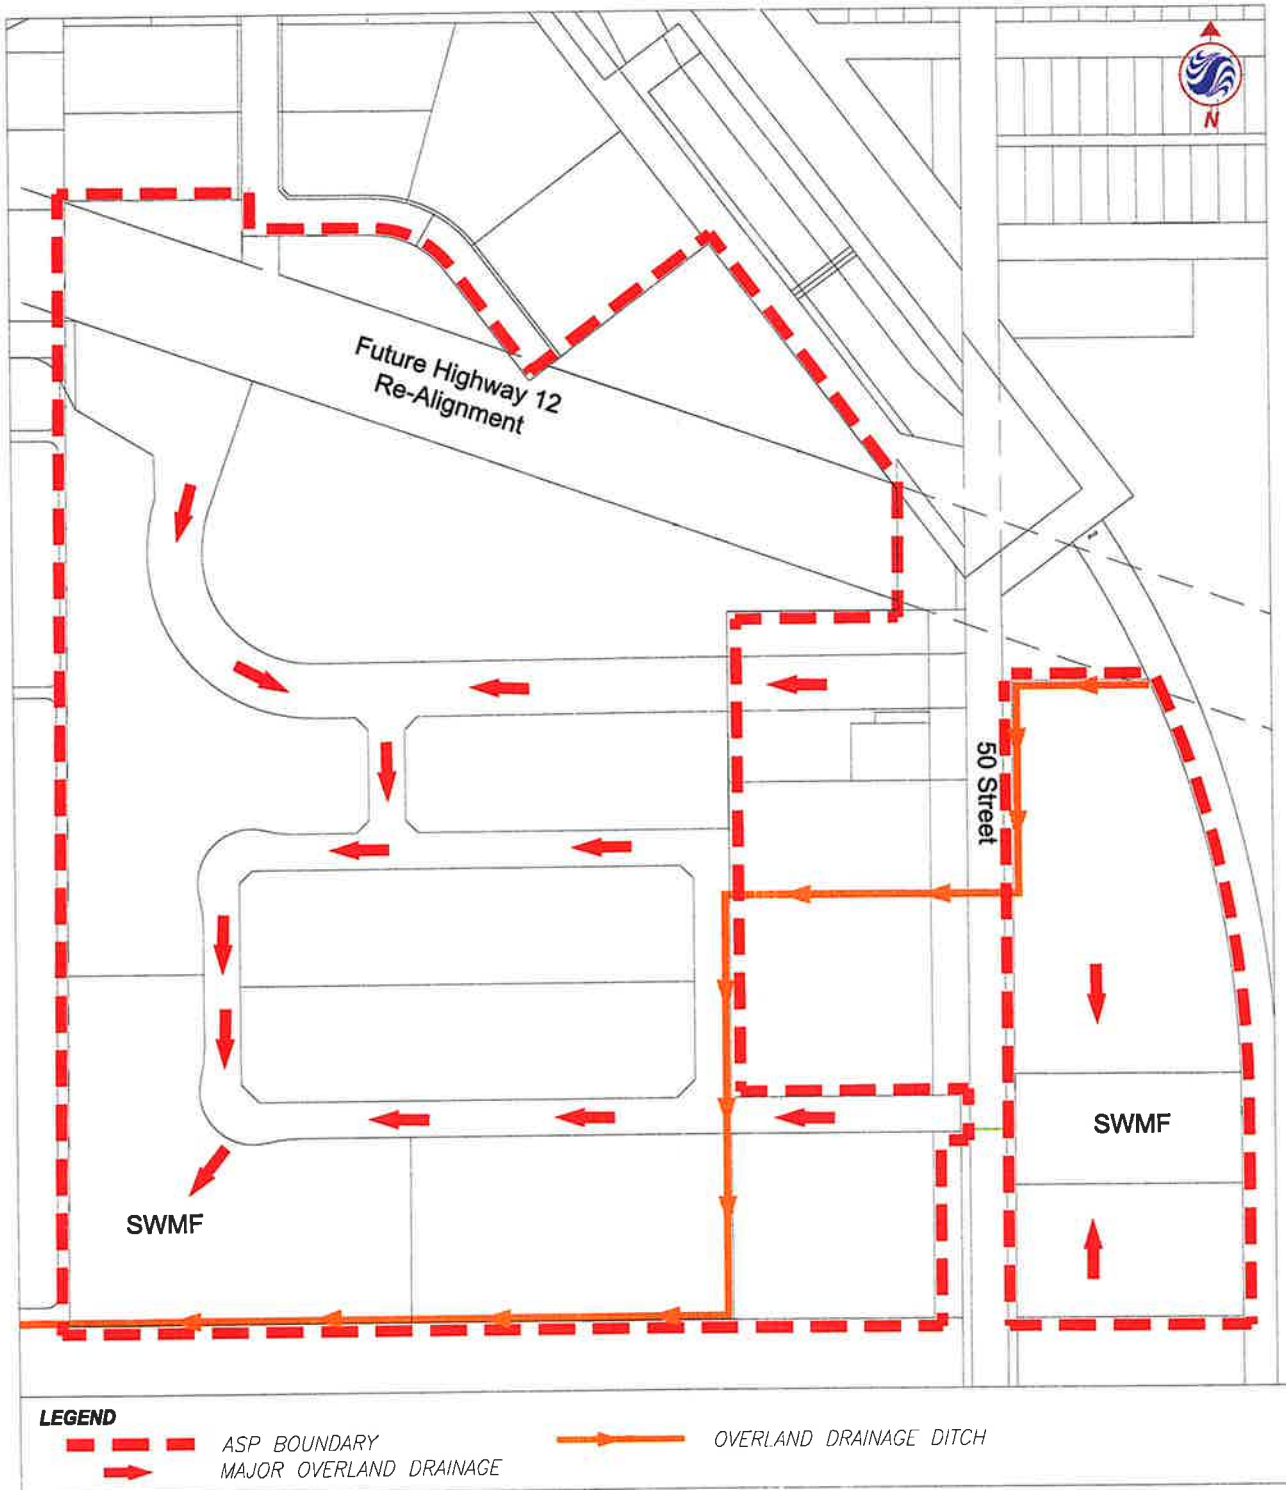 N
Future Highway 12
Re-Alignment
50 Street
SWMF
SWMF
LEGEND
ASP BOUNDARY
OVERLAND DRAINAGE DITCH
MAJOR OVERLAND DRAINAGE